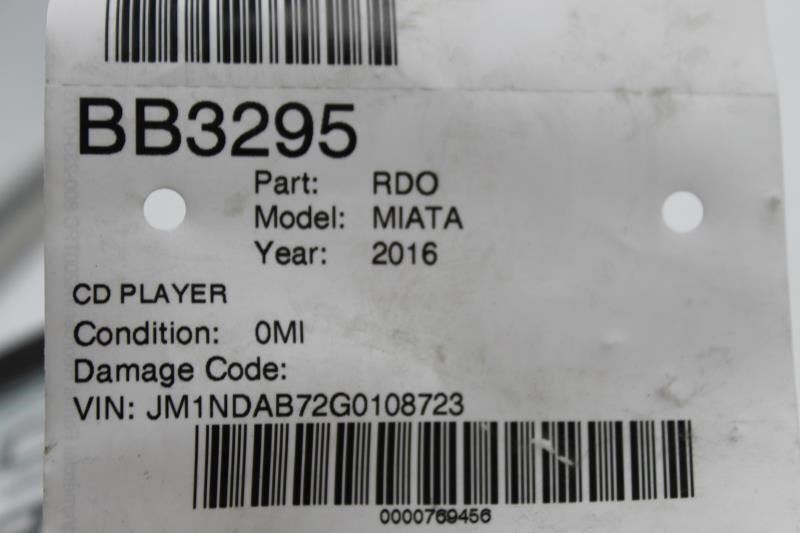 BB3295
Part: RDO
Model: MIATA
Year: 2016
CD PLAYER
Condition: 0MI
Damage Code:
VIN: JM1NDAB72G0108723
0000769456